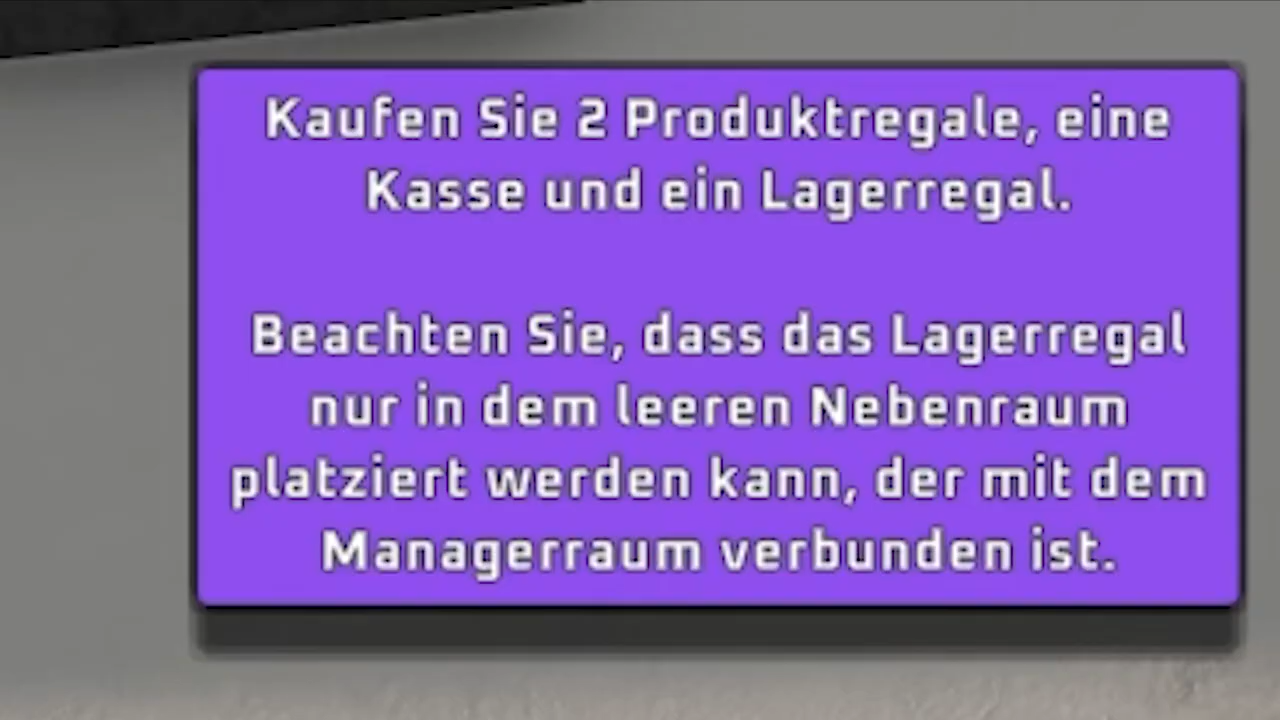 Kaufen Sie 2 Produktregale, eine
Kasse und ein Lagerregal.
Beachten Sie, dass das Lagerregal
nur in dem leeren Nebenraum
platziert werden kann, der mit dem
Managerraum verbunden ist.